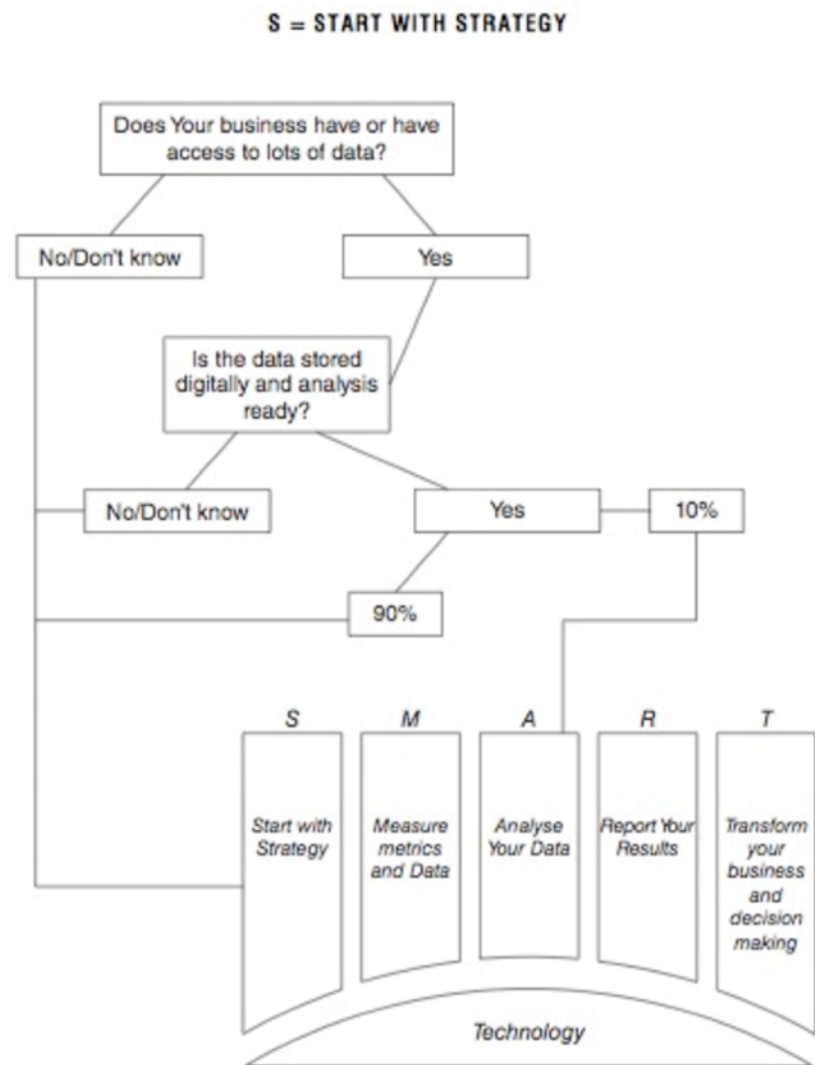 S = START WITH STRATEGY
Does Your business have or have
access to lots of data?
No/Don't know
Yes
Is the data stored
digitally and analysis
ready?
No/Don't know
Yes
10%
90%
S
M
A
R
T
Start with
Strategy
Measure
metrics
and Data
Analyse
Your Data
Report Your
Results
Transform
your
business
and
decision
making
Technology